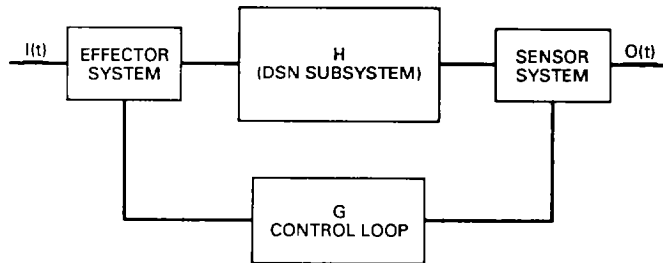 I(t)
EFFECTOR
SYSTEM
H
(DSN SUBSYSTEM)
SENSOR
SYSTEM
O(t)
G
CONTROL LOOP